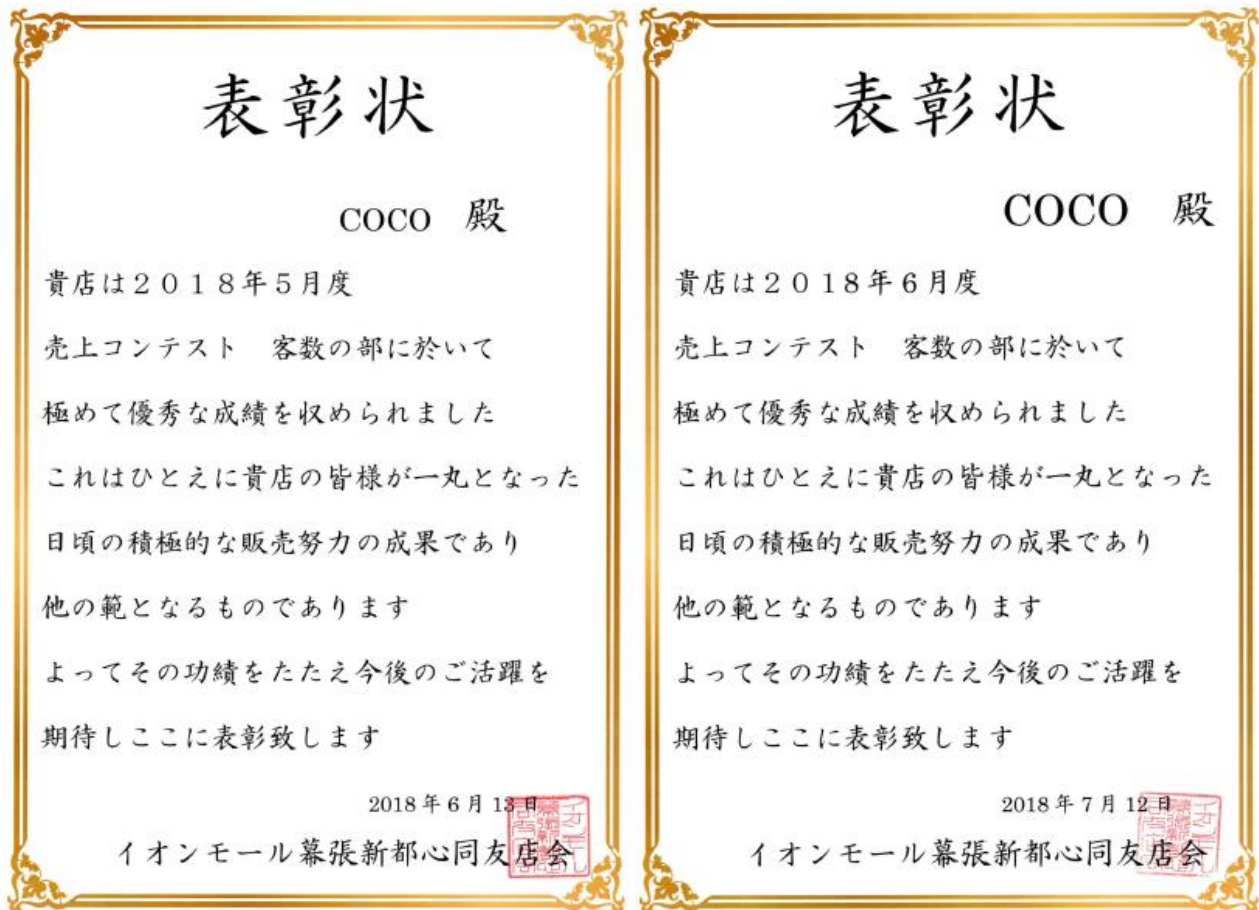 表彰状
COCO 殿
貴店は２０１８年５月度
売上コンテスト　客数の部に於いて
極めて優秀な成績を収められました
これはひとえに貴店の皆様が一丸となった
日頃の積極的な販売努力の成果であり
他の範となるものであります
よってその功績をたたえ今後のご活躍を
期待しここに表彰致します
2018年6月13日
イオンモール幕張新都心同友店会
表彰状
COCO 殿
貴店は２０１８年６月度
売上コンテスト　客数の部に於いて
極めて優秀な成績を収められました
これはひとえに貴店の皆様が一丸となった
日頃の積極的な販売努力の成果であり
他の範となるものであります
よってその功績をたたえ今後のご活躍を
期待しここに表彰致します
2018年7月12日
イオンモール幕張新都心同友店会